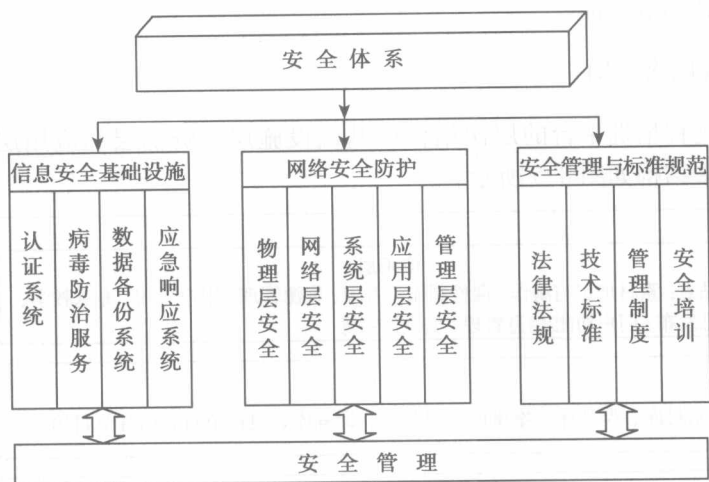 安全体系
信息安全基础设施
认证系统
病毒防治服务
数据备份系统
应急响应系统
网络安全防护
物理层安全
网络层安全
系统层安全
应用层安全
管理层安全
安全管理与标准规范
法律法规
技术标准
管理制度
安全培训
安全管理